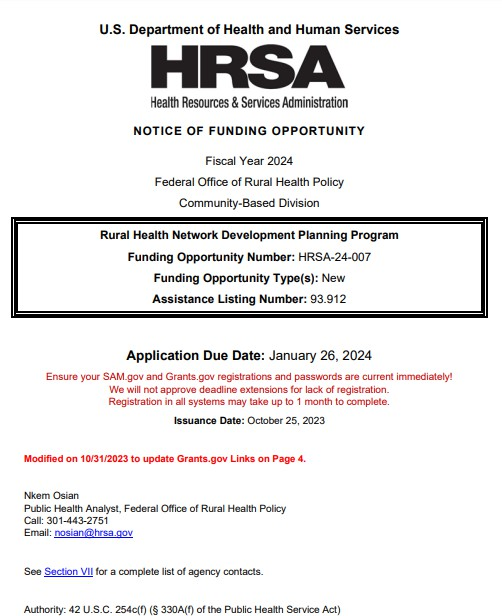 U.S. Department of Health and Human Services
HRSA
Health Resources & Services Administration
NOTICE OF FUNDING OPPORTUNITY
Fiscal Year 2024
Federal Office of Rural Health Policy
Community-Based Division
Rural Health Network Development Planning Program
Funding Opportunity Number: HRSA-24-007
Funding Opportunity Type(s): New
Assistance Listing Number: 93.912
Application Due Date: January 26, 2024
Ensure your SAM.gov and Grants.gov registrations and passwords are current immediately!
We will not approve deadline extensions for lack of registration.
Registration in all systems may take up to 1 month to complete.
Issuance Date: October 25, 2023
Modified on 10/31/2023 to update Grants.gov Links on Page 4.
Nkem Osian
Public Health Analyst, Federal Office of Rural Health Policy
Call: 301-443-2751
Email: nosian@hrsa.gov
See Section VII for a complete list of agency contacts.
Authority: 42 U.S.C. 254c(f) (§ 330A(f) of the Public Health Service Act)